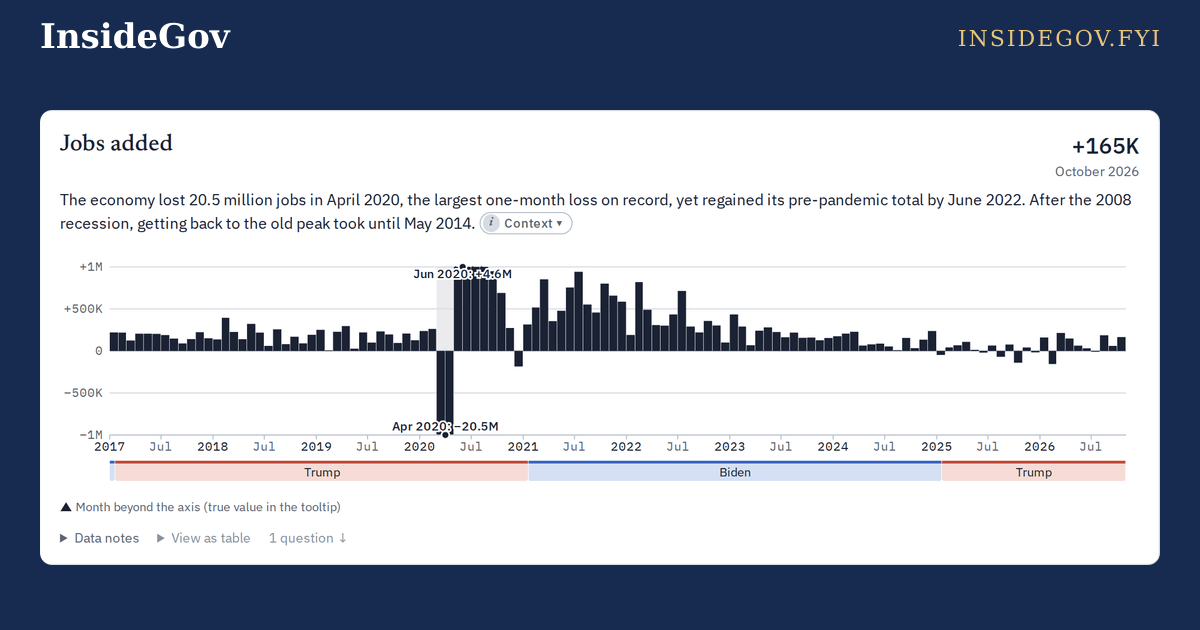 InsideGov
INSIDEGOV.FYI
Jobs added
+165K
October 2026
The economy lost 20.5 million jobs in April 2020, the largest one-month loss on record, yet regained its pre-pandemic total by June 2022. After the 2008
recession, getting back to the old peak took until May 2014. i Context ▾
+1M
Jun 2020: +4.6M
+500K
0
−500K
Apr 2020: −20.5M
−1M
2017 Jul 2018 Jul 2019 Jul 2020 Jul 2021 Jul 2022 Jul 2023 Jul 2024 Jul 2025 Jul 2026 Jul
Trump Biden Trump
▲ Month beyond the axis (true value in the tooltip)
▶ Data notes ▶ View as table 1 question ↓